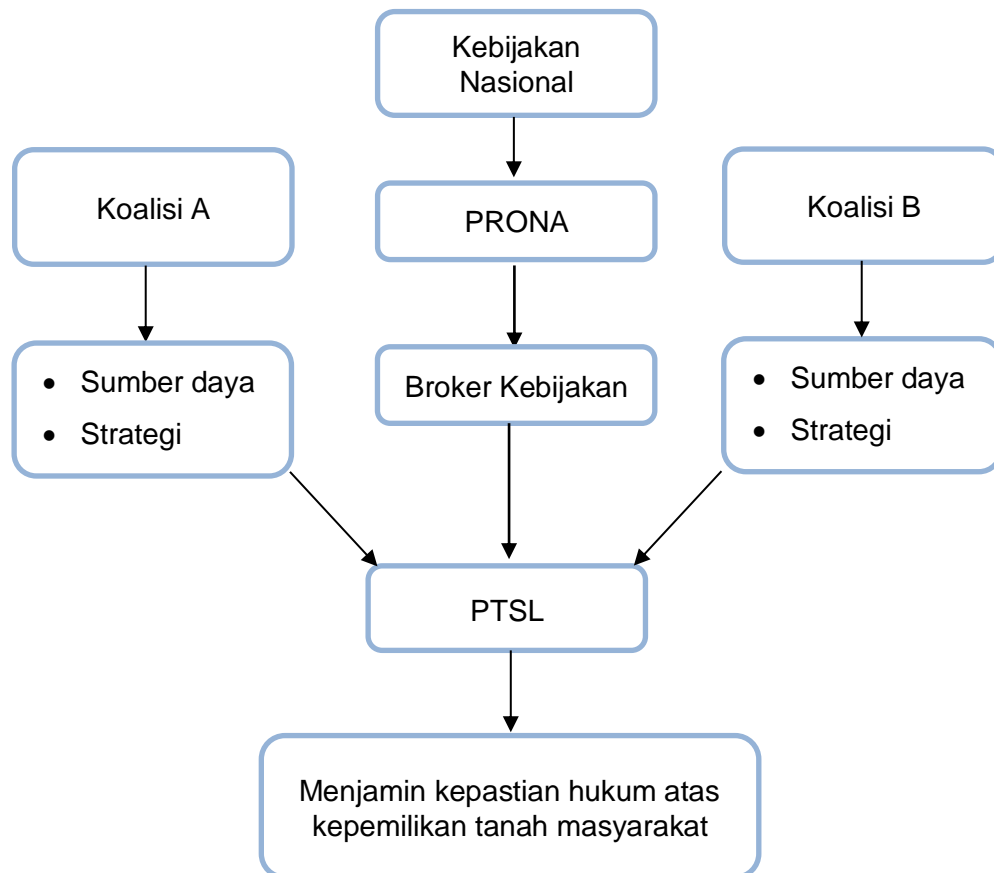 Kebijakan
Nasional
Koalisi A
PRONA
Koalisi B
• Sumber daya
• Strategi
Broker Kebijakan
• Sumber daya
• Strategi
PTSL
Menjamin kepastian hukum atas
kepemilikan tanah masyarakat